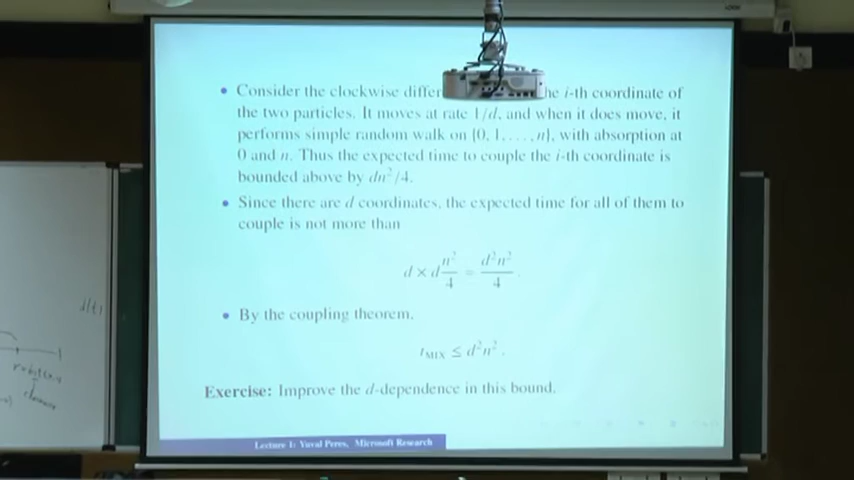 • Consider the clockwise differ he i-th coordinate of
the two particles. It moves at rate 1/d, and when it does move, it
performs simple random walk on {0, 1, . . . , n}, with absorption at
0 and n. Thus the expected time to couple the i-th coordinate is
bounded above by dn²/4.
• Since there are d coordinates, the expected time for all of them to
couple is not more than
d × d n²/4 = d²n²/4 .
• By the coupling theorem,
t_MIX ≤ d²n² .
Exercise: Improve the d-dependence in this bound.
Lecture 1: Yuval Peres, Microsoft Research
d(t)